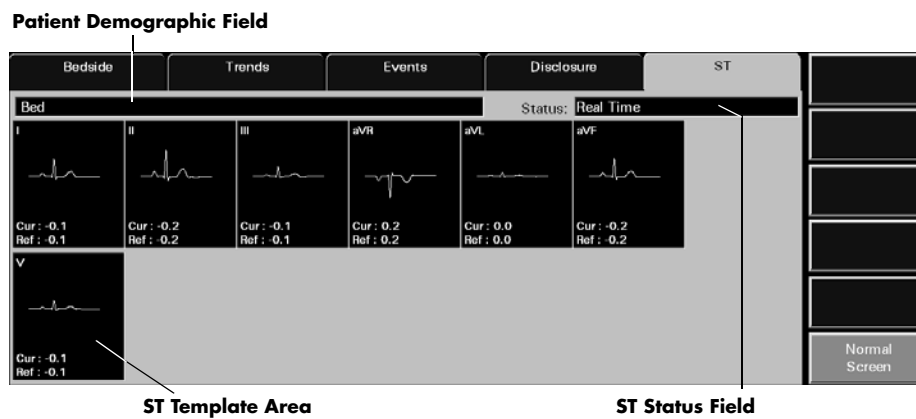 Patient Demographic Field
Bedside Trends Events Disclosure ST
Bed Status: Real Time
I II III aVR aVL aVF
Cur: -0.1 Cur: -0.2 Cur: -0.1 Cur: 0.2 Cur: 0.0 Cur: -0.2
Ref: -0.1 Ref: -0.2 Ref: -0.1 Ref: 0.2 Ref: 0.0 Ref: -0.2
V
Cur: -0.1
Ref: -0.1
Normal
Screen
ST Template Area ST Status Field